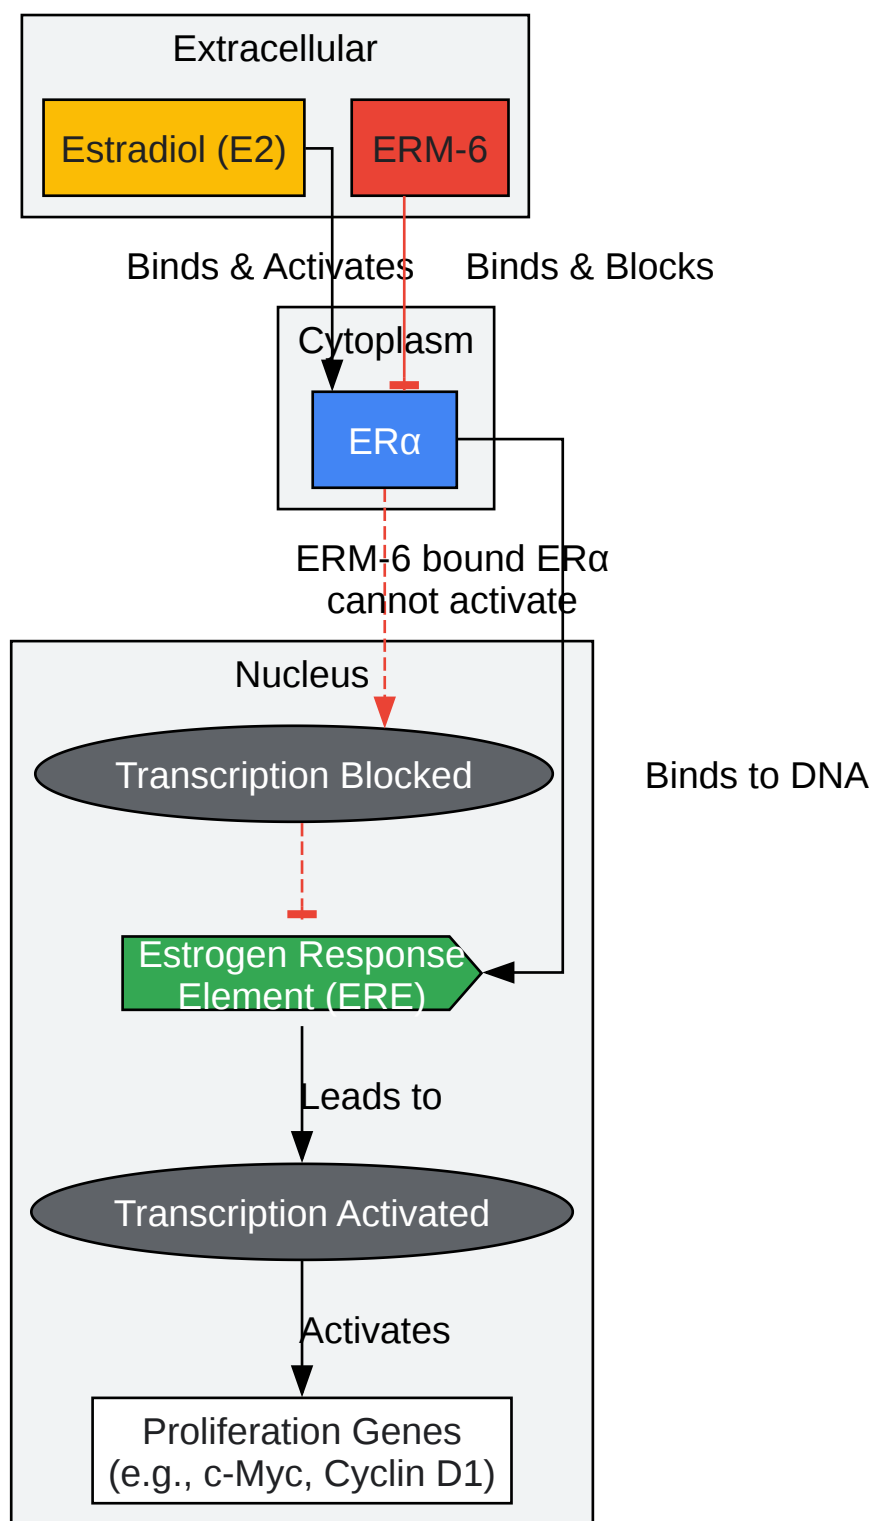 Extracellular
Estradiol (E2)
ERM-6
Binds & Activates
Binds & Blocks
Cytoplasm
ERα
ERM-6 bound ERα
cannot activate
Nucleus
Transcription Blocked
Binds to DNA
Estrogen Response
Element (ERE)
Leads to
Transcription Activated
Activates
Proliferation Genes
(e.g., c-Myc, Cyclin D1)